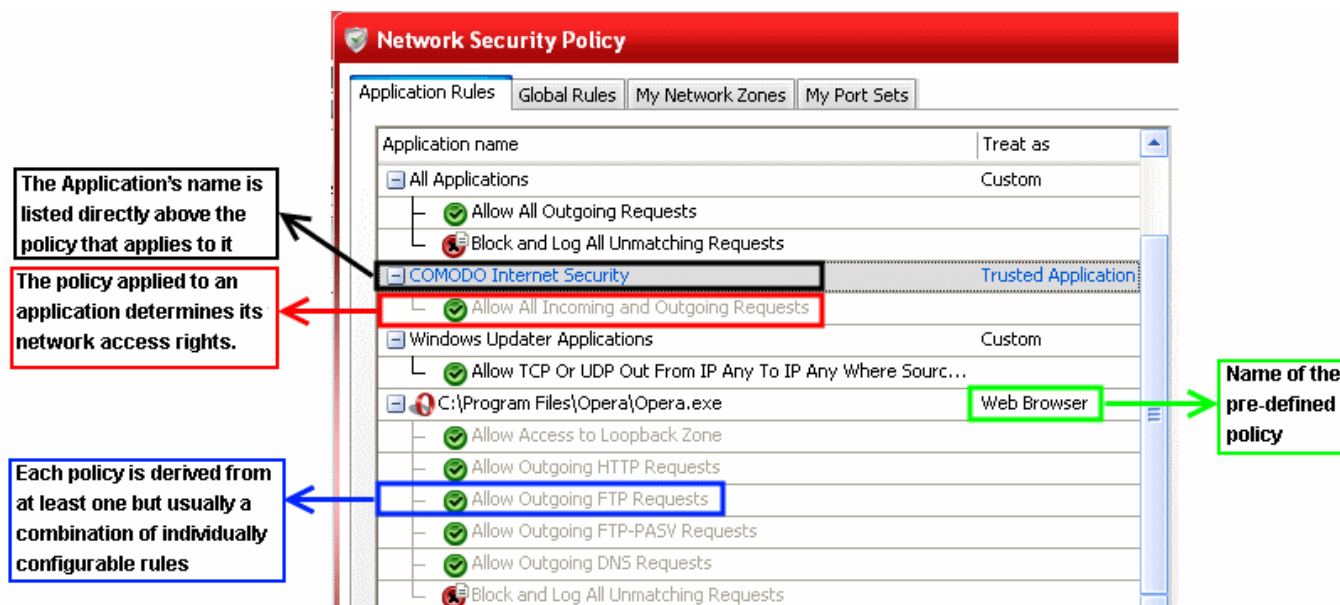 Network Security Policy
Application Rules
Global Rules
My Network Zones
My Port Sets
Application name
Treat as
All Applications
Custom
Allow All Outgoing Requests
Block and Log All Unmatching Requests
COMODO Internet Security
Trusted Application
Allow All Incoming and Outgoing Requests
Windows Updater Applications
Custom
Allow TCP Or UDP Out From IP Any To IP Any Where Sourc...
C:\Program Files\Opera\Opera.exe
Web Browser
Allow Access to Loopback Zone
Allow Outgoing HTTP Requests
Allow Outgoing FTP Requests
Allow Outgoing FTP-PASV Requests
Allow Outgoing DNS Requests
Block and Log All Unmatching Requests
The Application's name is
listed directly above the
policy that applies to it
The policy applied to an
application determines its
network access rights.
Each policy is derived from
at least one but usually a
combination of individually
configurable rules
Name of the
pre-defined
policy